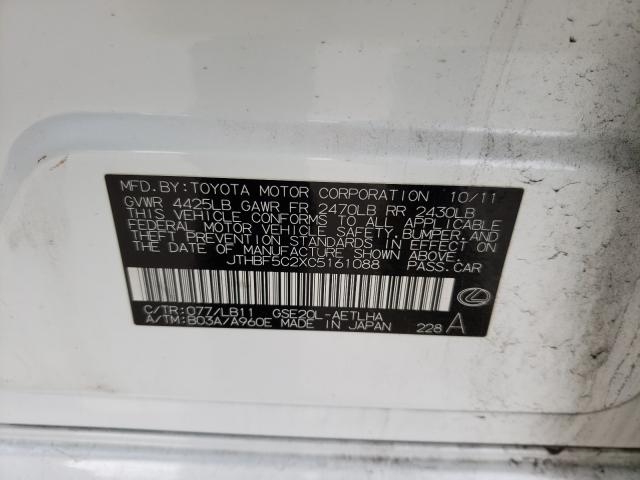 MFD.BY:TOYOTA MOTOR CORPORATION 10/11
GVWR 4425LB GAWR FR 2470LB RR 2430LB
THIS VEHICLE CONFORMS TO ALL APPLICABLE
FEDERAL MOTOR VEHICLE SAFETY, BUMPER, AND
THEFT PREVENTION STANDARDS IN EFFECT ON
THE DATE OF MANUFACTURE SHOWN ABOVE.
JTHBF5C2XC5161088 PASS.CAR
C/TR:077/LB11 GSE20L-AETLHA
A/TM:B03A/A960E MADE IN JAPAN 228 A